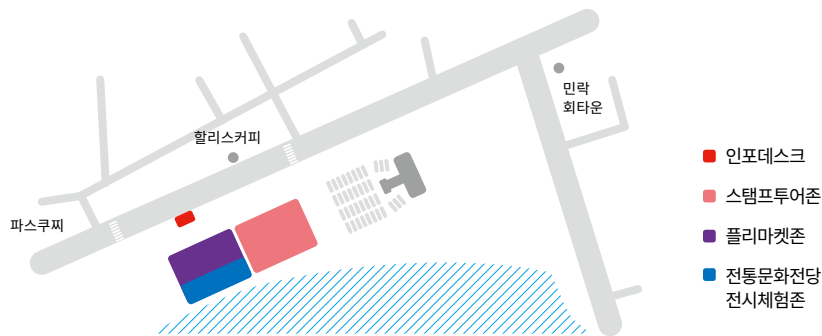 민락
회타운
할리스커피
파스쿠찌
인포데스크
스탬프투어존
플리마켓존
전통문화전당
전시체험존